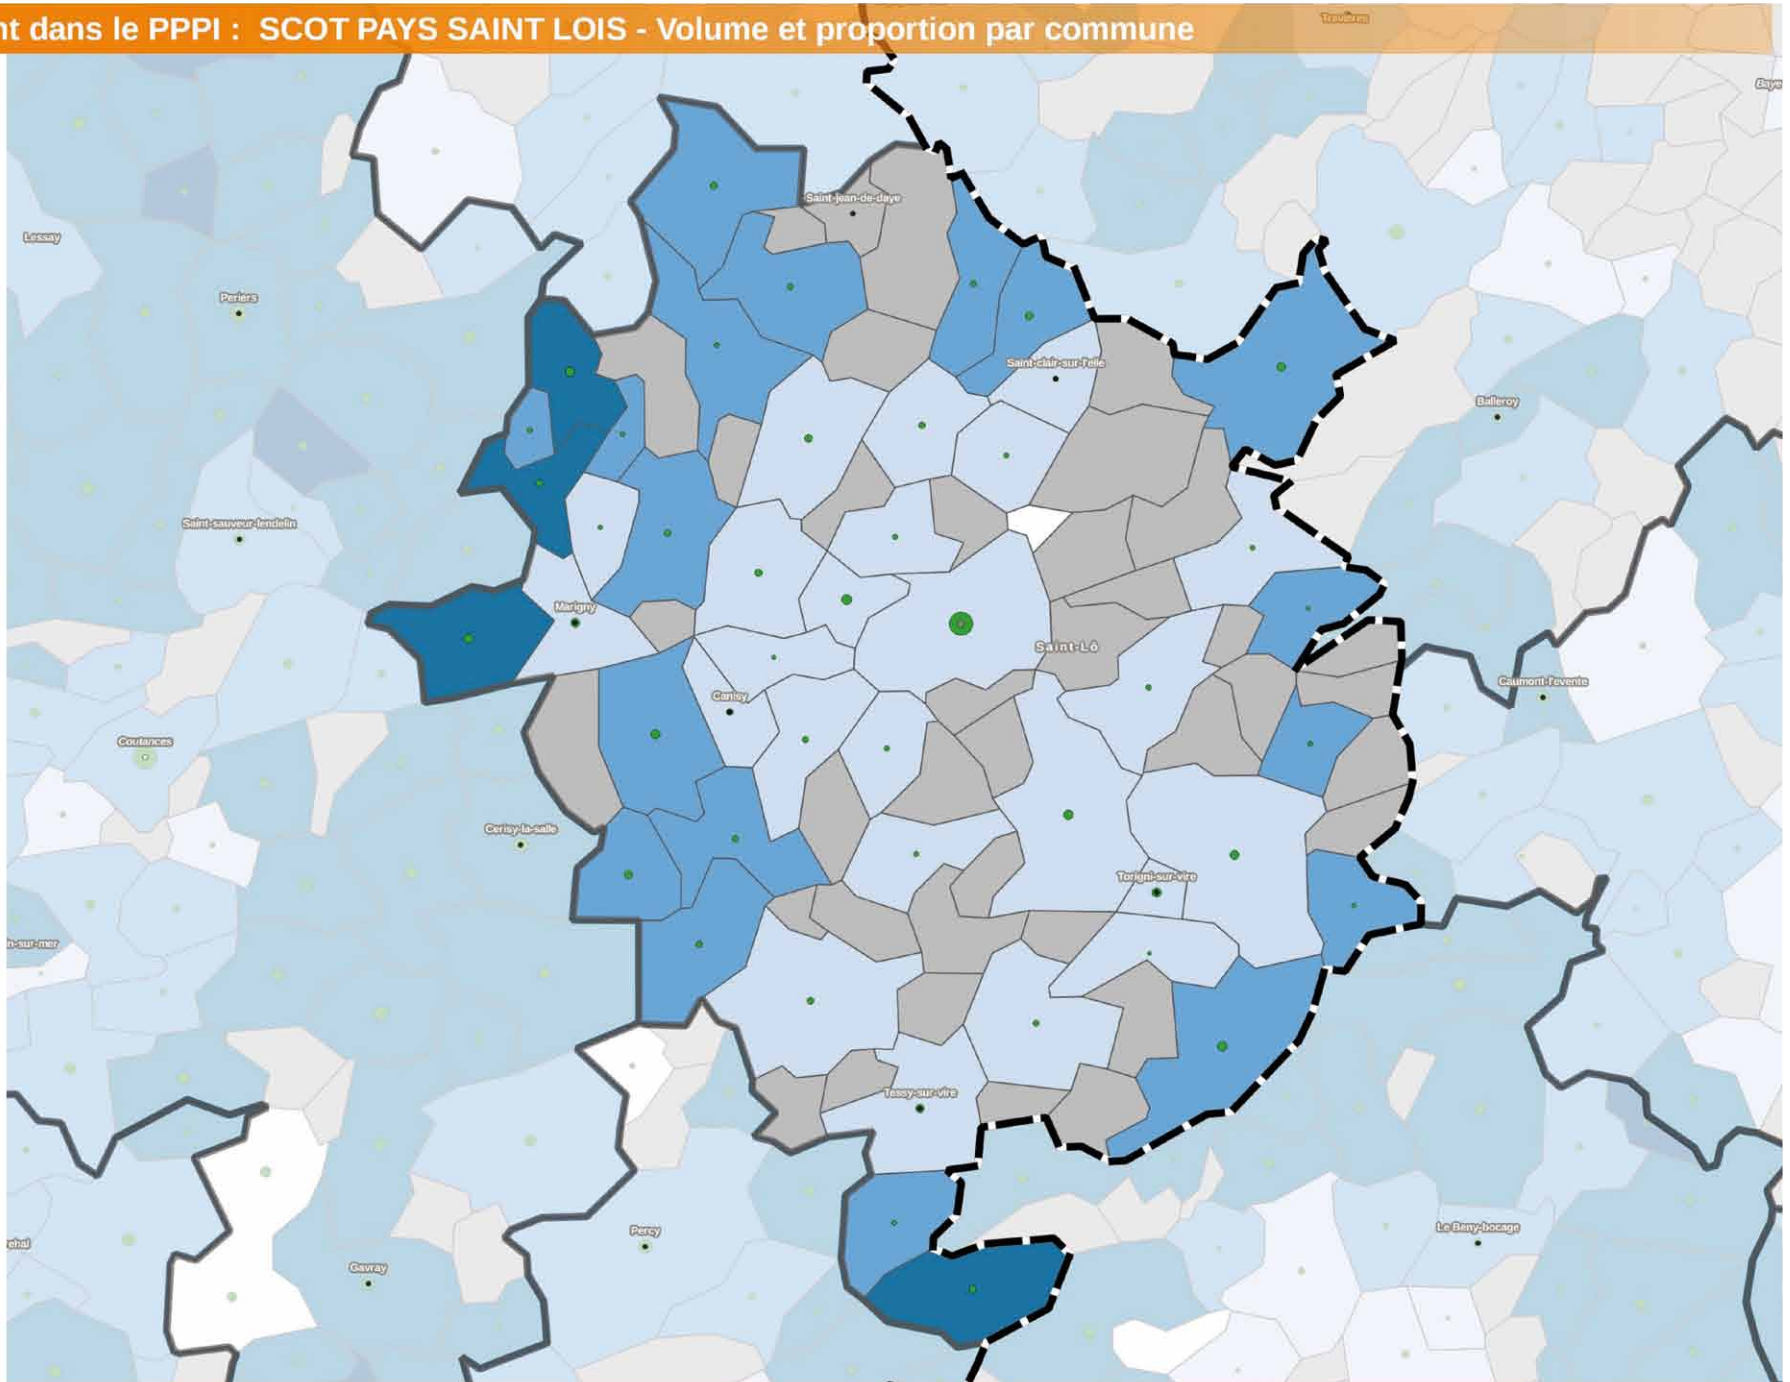 nt dans le PPPI : SCOT PAYS SAINT LOIS - Volume et proportion par commune
Trevieres
Baye
Saint-jean-de-daye
Lessay
Periers
Saint-clair-sur-l'elle
Balleroy
Saint-sauveur-lendelin
Marigny
Saint-Lô
Caumont-l'evente
Canisy
Coutances
Cerisy-la-salle
Torigni-sur-vire
n-sur-mer
Tessy-sur-vire
Percy
Le Beny-bocage
ehal
Gavray